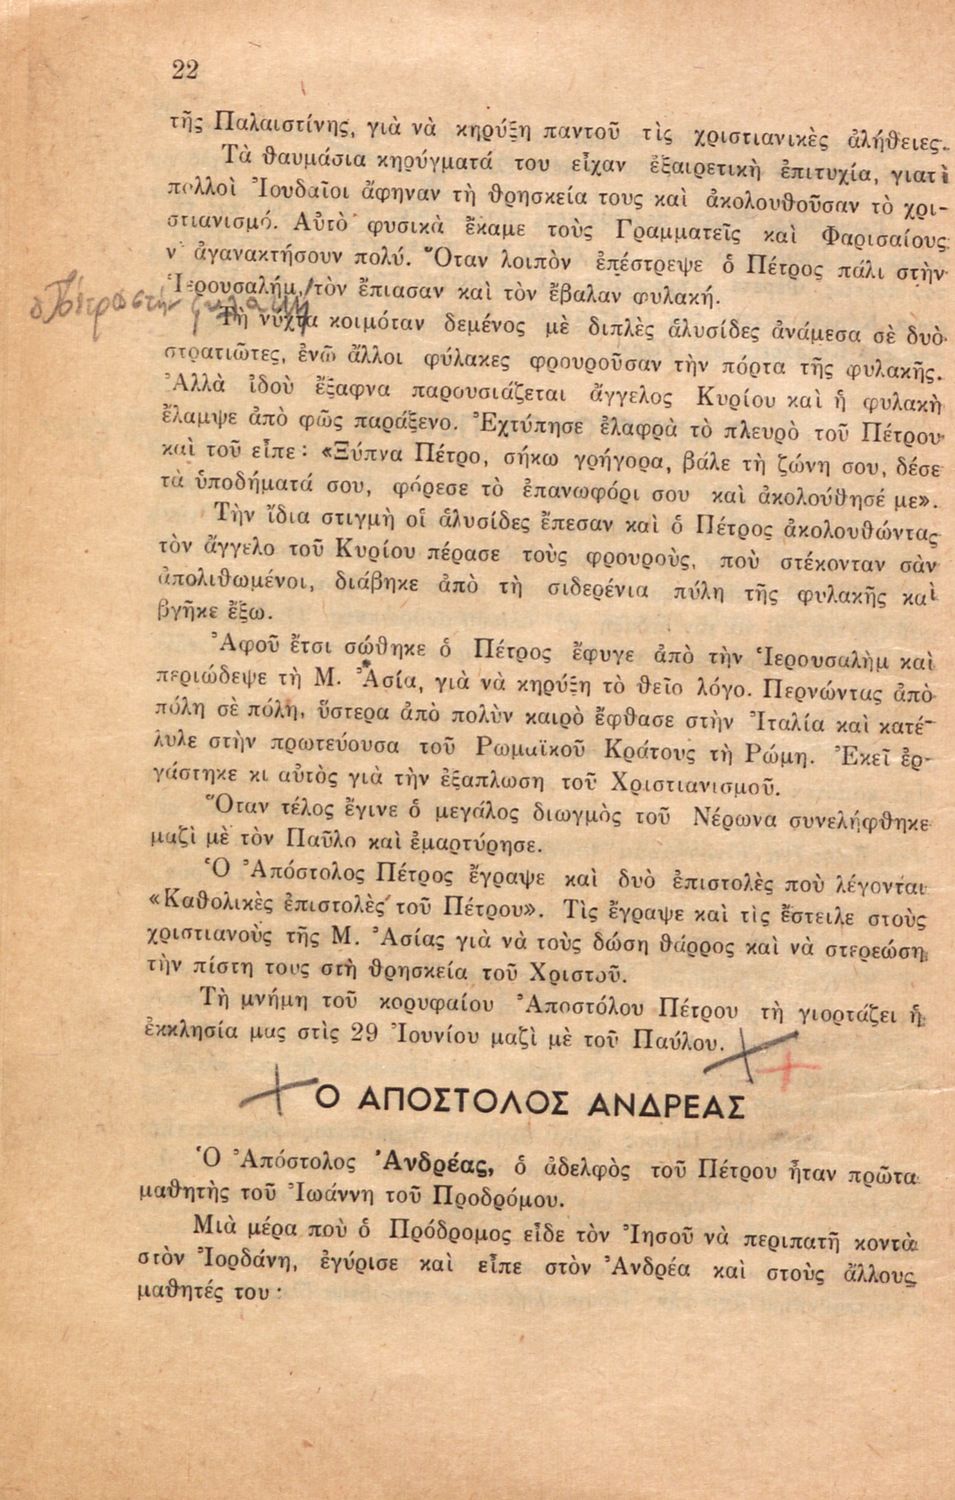 22
τῆς Παλαιστίνης, γιὰ νὰ κηρύξη παντοῦ τὶς χριστιανικὲς ἀλήθειες.
Τὰ θαυμάσια κηρύγματά του εἶχαν ἐξαιρετικὴ ἐπιτυχία, γιατὶ
πολλοὶ Ἰουδαῖοι ἄφηναν τὴ θρησκεία τους καὶ ἀκολουθοῦσαν τὸ χρι-
στιανισμό. Αὐτὸ φυσικὰ ἔκαμε τοὺς Γραμματεῖς καὶ Φαρισαίους
ν᾿ ἀγανακτήσουν πολύ. Ὅταν λοιπὸν ἐπέστρεψε ὁ Πέτρος πάλι στὴν
Ἱερουσαλήμ, τὸν ἔπιασαν καὶ τὸν ἔβαλαν φυλακή.
ὁ Πέτρος στὴν φυλακὴ
Τὴ νύχτα κοιμόταν δεμένος μὲ διπλὲς ἁλυσίδες ἀνάμεσα σὲ δυὸ
στρατιῶτες, ἐνῶ ἄλλοι φύλακες φρουροῦσαν τὴν πόρτα τῆς φυλακῆς.
Ἀλλὰ ἰδοὺ ἔξαφνα παρουσιάζεται ἄγγελος Κυρίου καὶ ἡ φυλακὴ
ἔλαμψε ἀπὸ φῶς παράξενο. Ἐχτύπησε ἐλαφρὰ τὸ πλευρὸ τοῦ Πέτρου
καὶ τοῦ εἶπε: «Ξύπνα Πέτρο, σήκω γρήγορα, βάλε τὴ ζώνη σου, δέσε
τὰ ὑποδήματά σου, φόρεσε τὸ ἐπανωφόρι σου καὶ ἀκολούθησέ με».
Τὴν ἴδια στιγμὴ οἱ ἁλυσίδες ἔπεσαν καὶ ὁ Πέτρος ἀκολουθώντας
τὸν ἄγγελο τοῦ Κυρίου πέρασε τοὺς φρουρούς, ποὺ στέκονταν σὰν
ἀπολιθωμένοι, διάβηκε ἀπὸ τὴ σιδερένια πύλη τῆς φυλακῆς καὶ
βγῆκε ἔξω.
Ἀφοῦ ἔτσι σώθηκε ὁ Πέτρος ἔφυγε ἀπὸ τὴν Ἱερουσαλὴμ καὶ
περιώδεψε τὴ Μ. Ἀσία, γιὰ νὰ κηρύξη τὸ θεῖο λόγο. Περνώντας ἀπὸ
πόλη σὲ πόλη, ὕστερα ἀπὸ πολὺν καιρὸ ἔφθασε στὴν Ἰταλία καὶ κατέ-
λυλε στὴν πρωτεύουσα τοῦ Ρωμαϊκοῦ Κράτους τὴ Ρώμη. Ἐκεῖ ἐρ-
γάστηκε κι αὐτὸς γιὰ τὴν ἐξαπλωση τοῦ Χριστιανισμοῦ.
Ὅταν τέλος ἔγινε ὁ μεγάλος διωγμὸς τοῦ Νέρωνα συνελήφθηκε
μαζὶ μὲ τὸν Παῦλο καὶ ἐμαρτύρησε.
Ὁ Ἀπόστολος Πέτρος ἔγραψε καὶ δυὸ ἐπιστολὲς ποὺ λέγονται
«Καθολικὲς ἐπιστολὲς τοῦ Πέτρου». Τὶς ἔγραψε καὶ τὶς ἔστειλε στοὺς
χριστιανοὺς τῆς Μ. Ἀσίας γιὰ νὰ τοὺς δώση θάρρος καὶ νὰ στερεώση
τὴν πίστη τους στὴ θρησκεία τοῦ Χριστοῦ.
Τὴ μνήμη τοῦ κορυφαίου Ἀποστόλου Πέτρου τὴ γιορτάζει ἡ
ἐκκλησία μας στὶς 29 Ἰουνίου μαζὶ μὲ τοῦ Παύλου.
Ο ΑΠΟΣΤΟΛΟΣ ΑΝΔΡΕΑΣ
Ὁ Ἀπόστολος Ἀνδρέας, ὁ ἀδελφὸς τοῦ Πέτρου ἦταν πρῶτα
μαθητὴς τοῦ Ἰωάννη τοῦ Προδρόμου.
Μιὰ μέρα ποὺ ὁ Πρόδρομος εἶδε τὸν Ἰησοῦ νὰ περιπατῆ κοντὰ
στὸν Ἰορδάνη, ἐγύρισε καὶ εἶπε στὸν Ἀνδρέα καὶ στοὺς ἄλλους
μαθητές του: